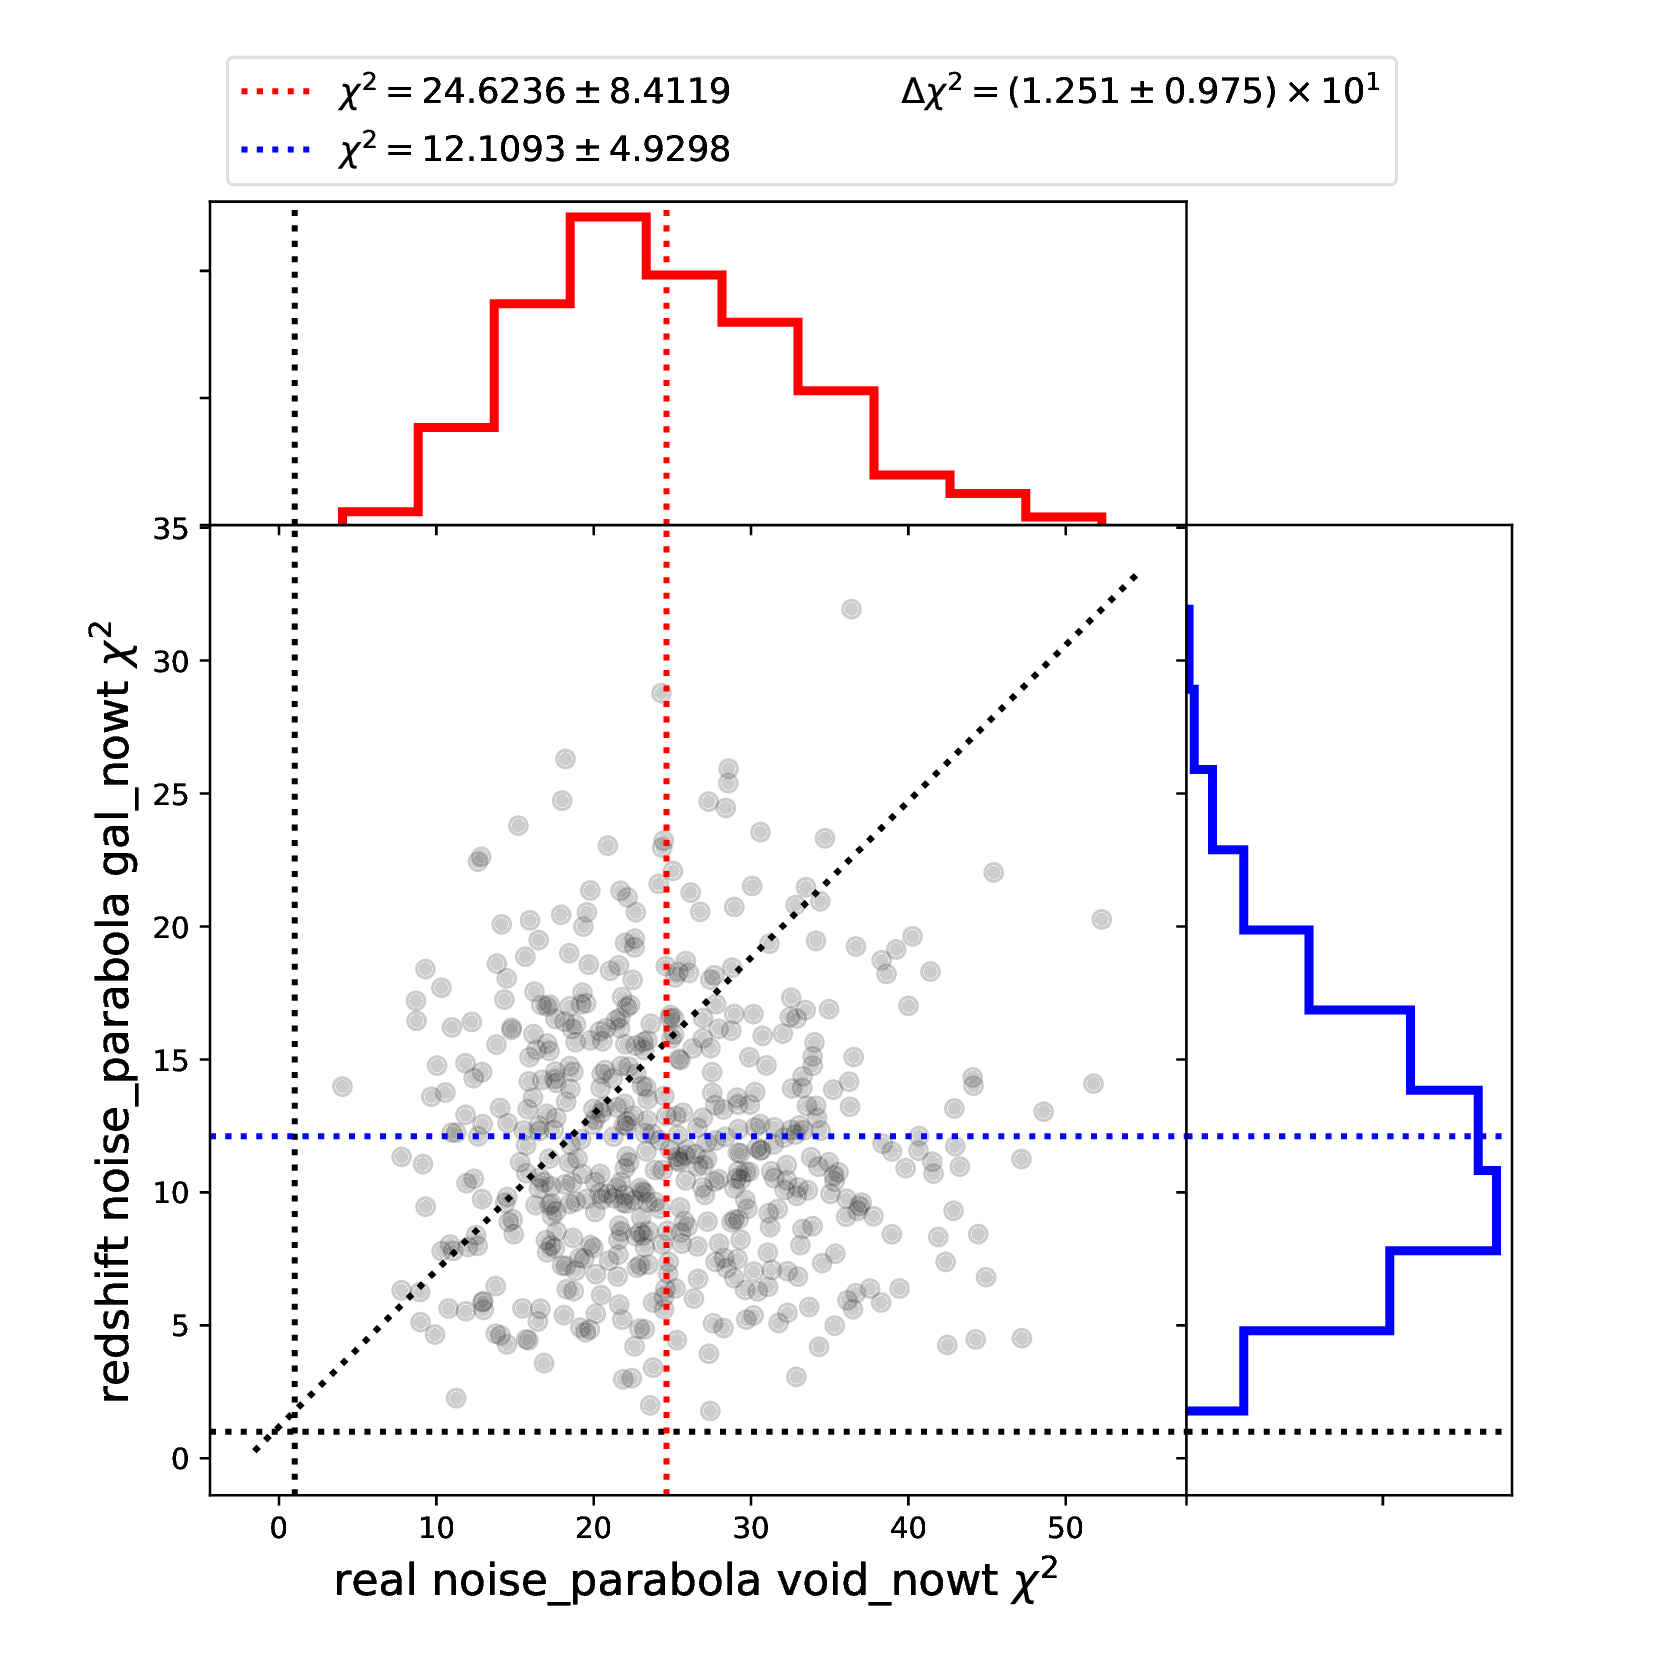 χ² = 24.6236 ± 8.4119
χ² = 12.1093 ± 4.9298
Δχ² = (1.251 ± 0.975) × 10¹
35
30
25
20
15
10
5
0
redshift noise_parabola gal_nowt χ²
0 10 20 30 40 50
real noise_parabola void_nowt χ²